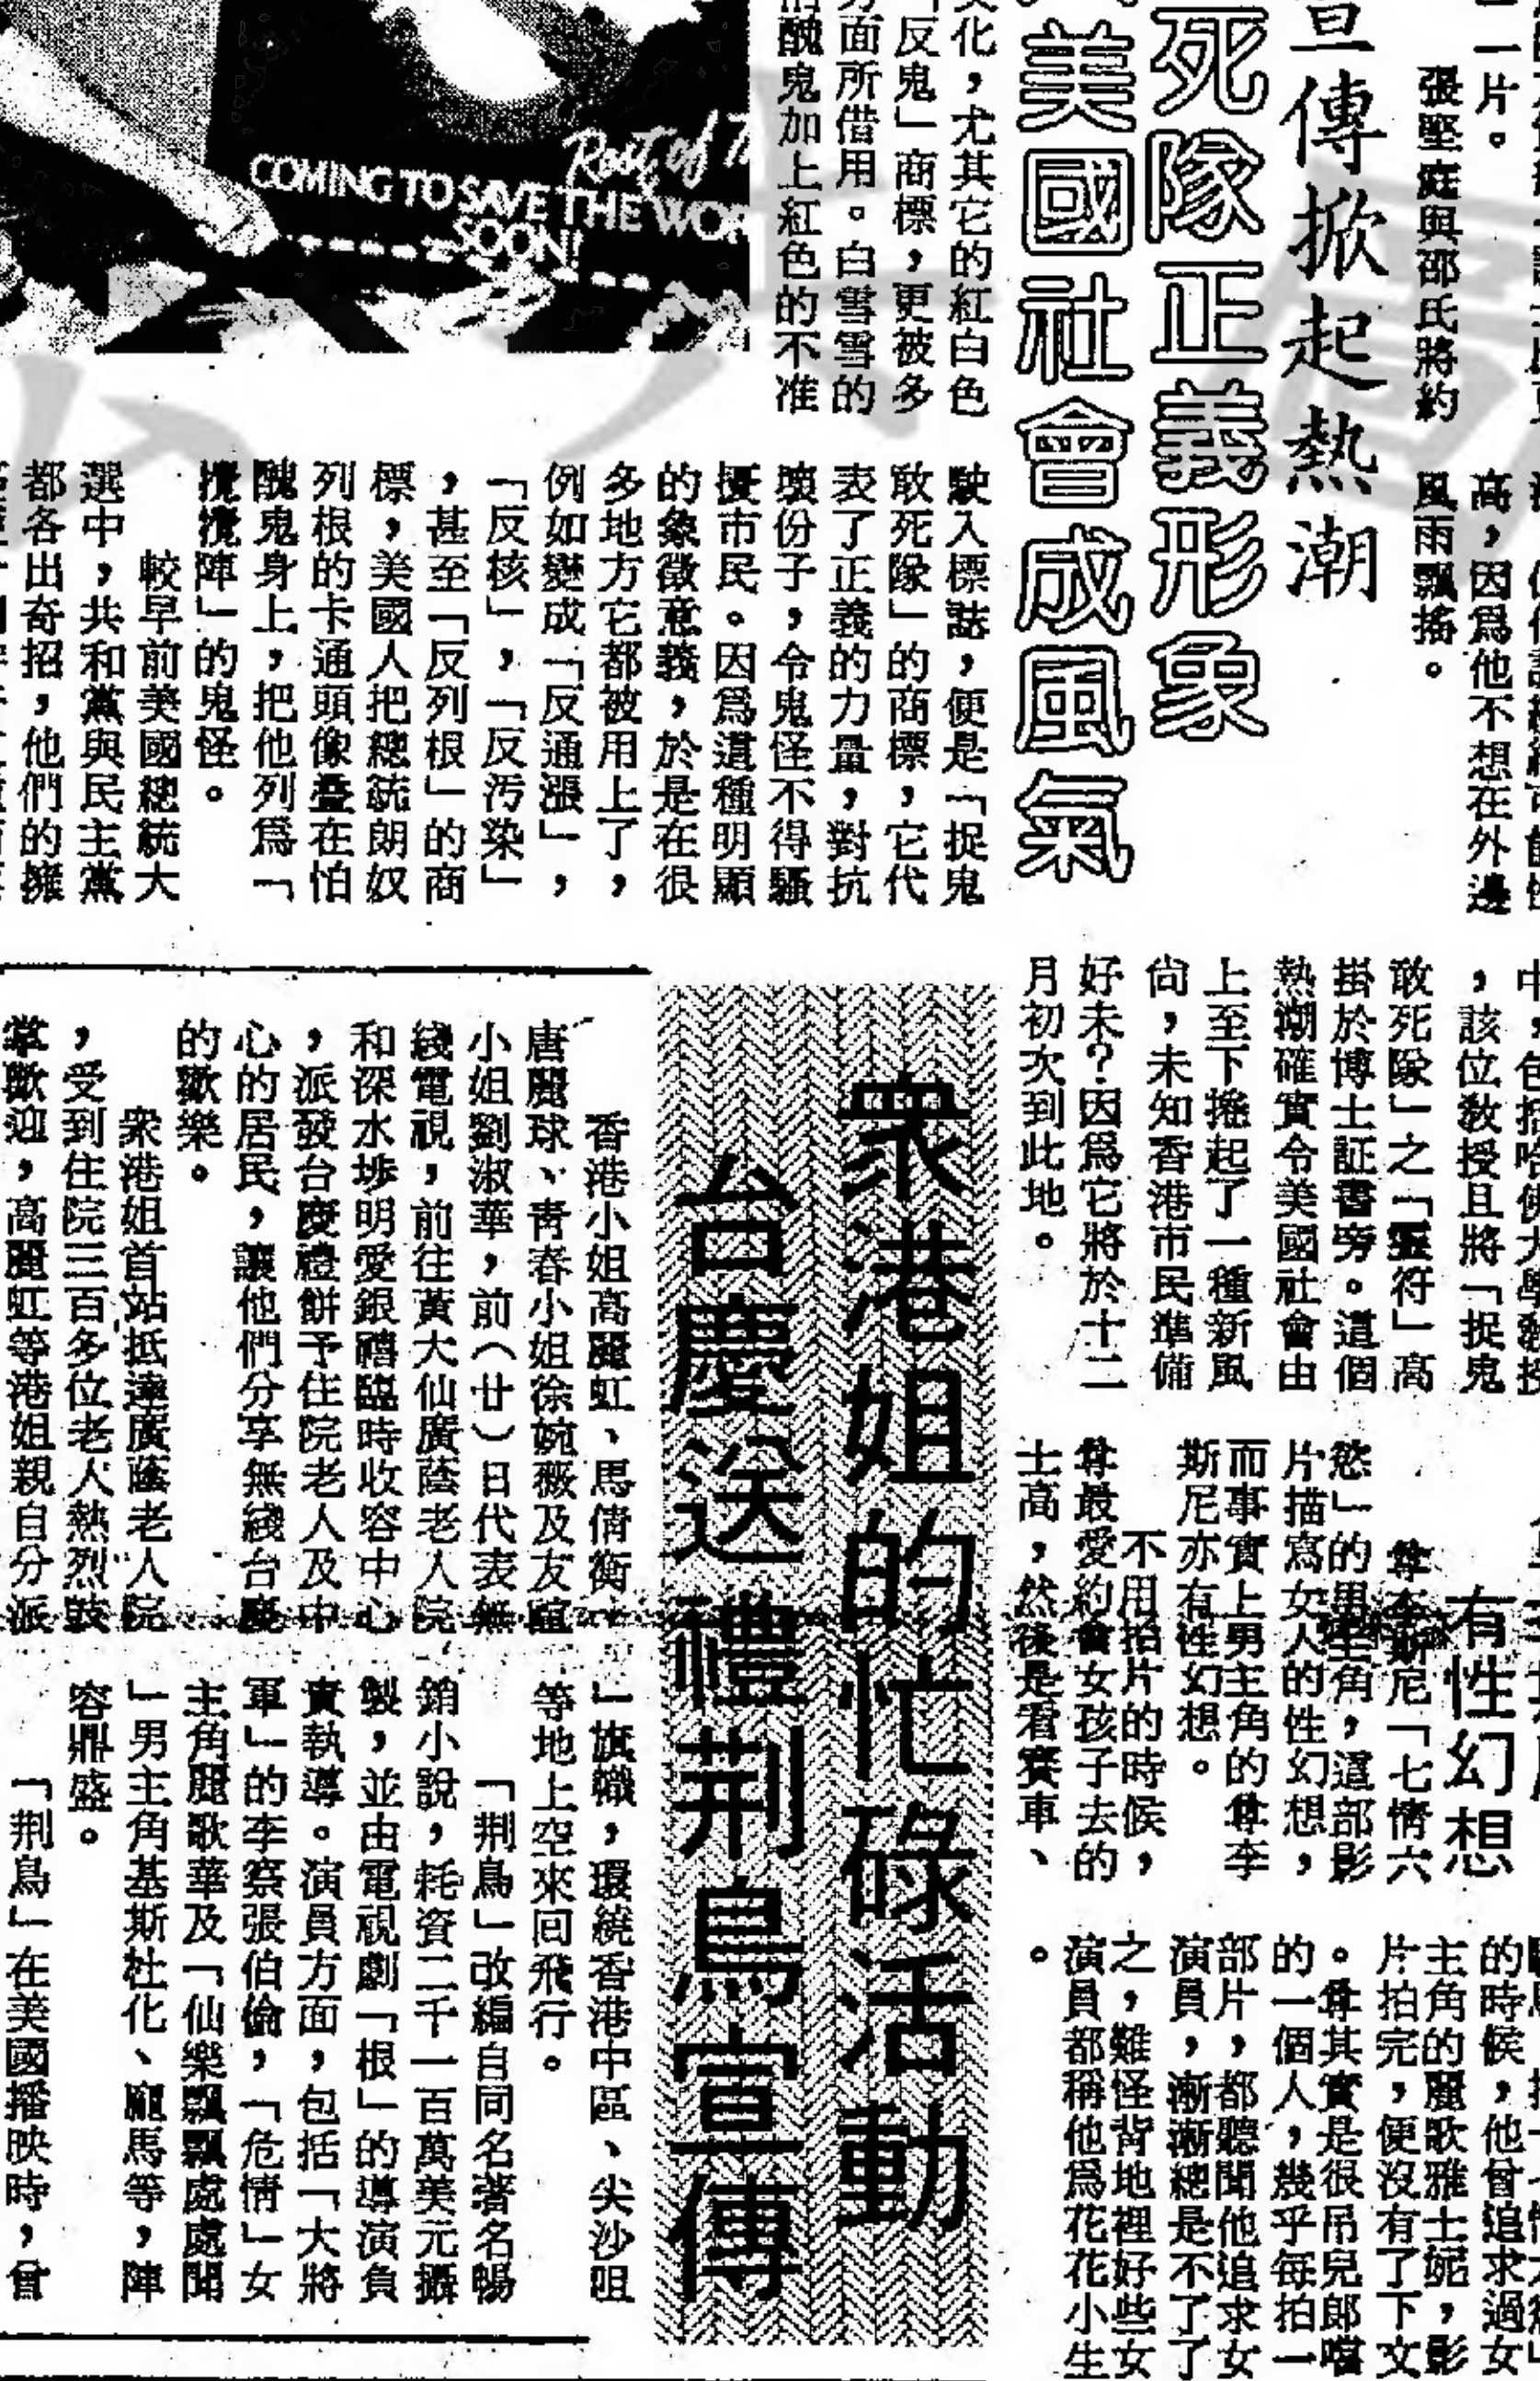 一片。
張堅庭與邵氏將約
高，因爲他不想在外邊
風雨飄搖。
宣傳掀起熱潮
死隊正義形象
美國社會成風氣
文化，尤其它的紅白色
「反鬼」商標，更被多
方面所借用。白雪雪的
醜鬼加上紅色的不准
Rest of
COMING TO SAVE THE WOR
SOON!
駛入標誌，便是「捉鬼
敢死隊」的商標，它代
表了正義的力量，對抗
壞份子，令鬼怪不得騷
擾市民。因爲這種明顯
的象徵意義，於是在很
多地方它都被用上了，
例如變成「反通漲」，
「反核」，「反污染」
，甚至「反列根」的商
標，美國人把總統朗奴
列根的卡通頭像叠在怕
醜鬼身上，把他列爲「
攪攪陣」的鬼怪。
較早前美國總統大
選中，共和黨與民主黨
都各出奇招，他們的擁
，該位教授且將「捉鬼
敢死隊」之「靈符」高
掛於博士証書旁。這個
熱潮確實令美國社會由
上至下掀起了一種新風
尙，未知香港市民準備
好未？因爲它將於十二
月初次到此地。
有性幻想
尊李斯尼「七情六
慾」的男主角，這部影
片描寫女人的性幻想，
而事實上男主角的尊李
斯尼亦有性幻想。
不用拍片的時候，
尊最愛約會女孩子去的
士高，然後是看賽車、
的時候，他曾追求過女
主角的麗歌雅士妮，影
片拍完，便沒有了下文
。尊其實是很吊兒郎當
的一個人，幾乎每拍一
部片，都聽聞他追求女
演員，漸漸總是不了了
之，難怪背地裡好些女
演員都稱他爲花花小生
。
衆港姐的忙碌活動
台慶送禮荆鳥宣傳
香港小姐高麗虹、馬倩衡、
唐麗球、靑春小姐徐婉薇及友誼
小姐劉淑華，前（廿）日代表無
綫電視，前往黃大仙廣蔭老人院
和深水埗明愛銀禧臨時收容中心
，派發台慶禮餅予住院老人及中
心的居民，讓他們分享無綫台慶
的歡樂。
衆港姐首站抵達廣蔭老人院
，受到住院三百多位老人熱烈鼓
掌歡迎，高麗虹等港姐親自分派
」旗幟，環繞香港中區、尖沙咀
等地上空來回飛行。
「荆鳥」改編自同名著名暢
銷小說，耗資二千一百萬美元攝
製，並由電視劇「根」的導演負
責執導。演員方面，包括「大將
軍」的李察張伯倫，「危情」女
主角麗歌華及「仙樂飄飄處處聞
」男主角基斯杜化、龐馬等，陣
容鼎盛。
「荆鳥」在美國播映時，曾